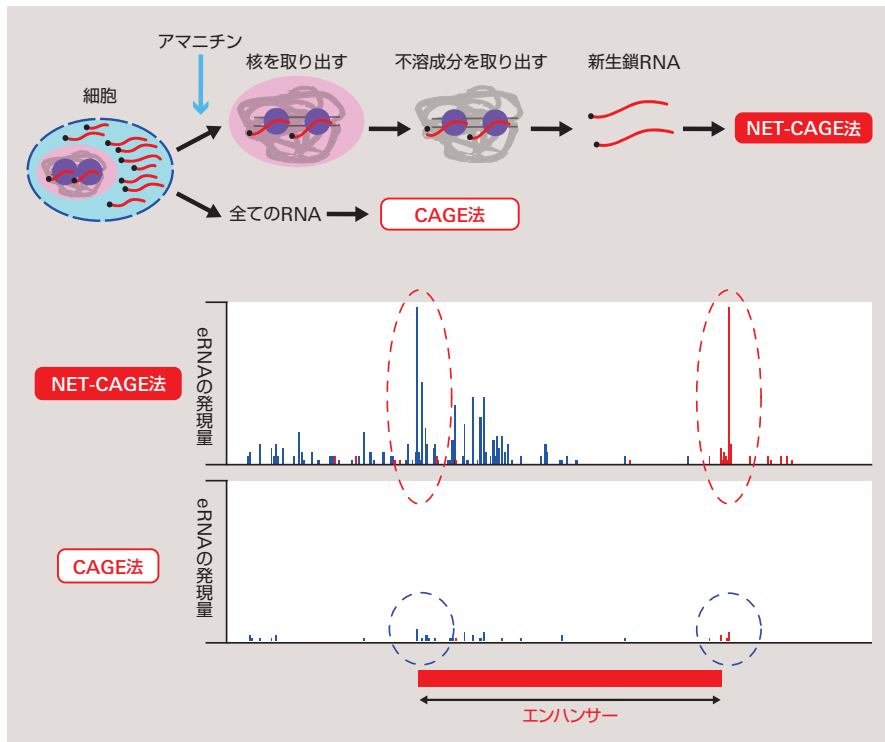 アマニチン
細胞
核を取り出す
不溶成分を取り出す
新生鎖RNA
NET-CAGE法
全てのRNA
CAGE法
NET-CAGE法
eRNAの発現量
CAGE法
eRNAの発現量
エンハンサー